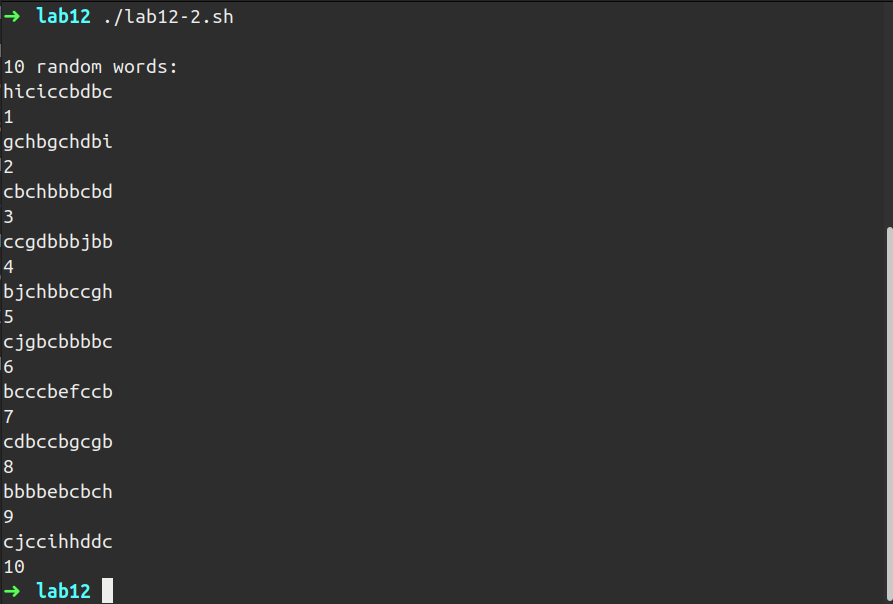 ➜ lab12 ./lab12-2.sh
10 random words:
hiciccbdbc
1
gchbgchdbi
2
cbchbbbcbd
3
ccgdbbbjbb
4
bjchbbccgh
5
cjgbcbbbbc
6
bcccbefccb
7
cdbccbgcgb
8
bbbbebcbch
9
cjccihhddc
10
➜ lab12